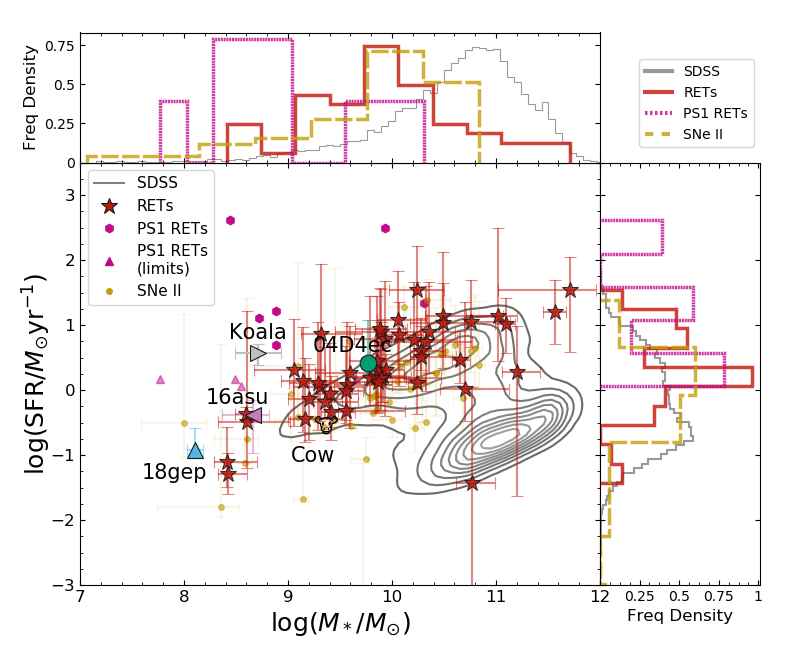 Freq Density
0.75
0.5
0.25
0
SDSS
RETs
PS1 RETs
SNe II
SDSS
RETs
PS1 RETs
PS1 RETs
(limits)
SNe II
log(SFR/M⊙yr⁻¹)
3
2
1
0
−1
−2
−3
Koala
04D4ec
16asu
Cow
18gep
7
8
9
10
11
12
log(M*/M⊙)
0.25
0.5
0.75
1
Freq Density